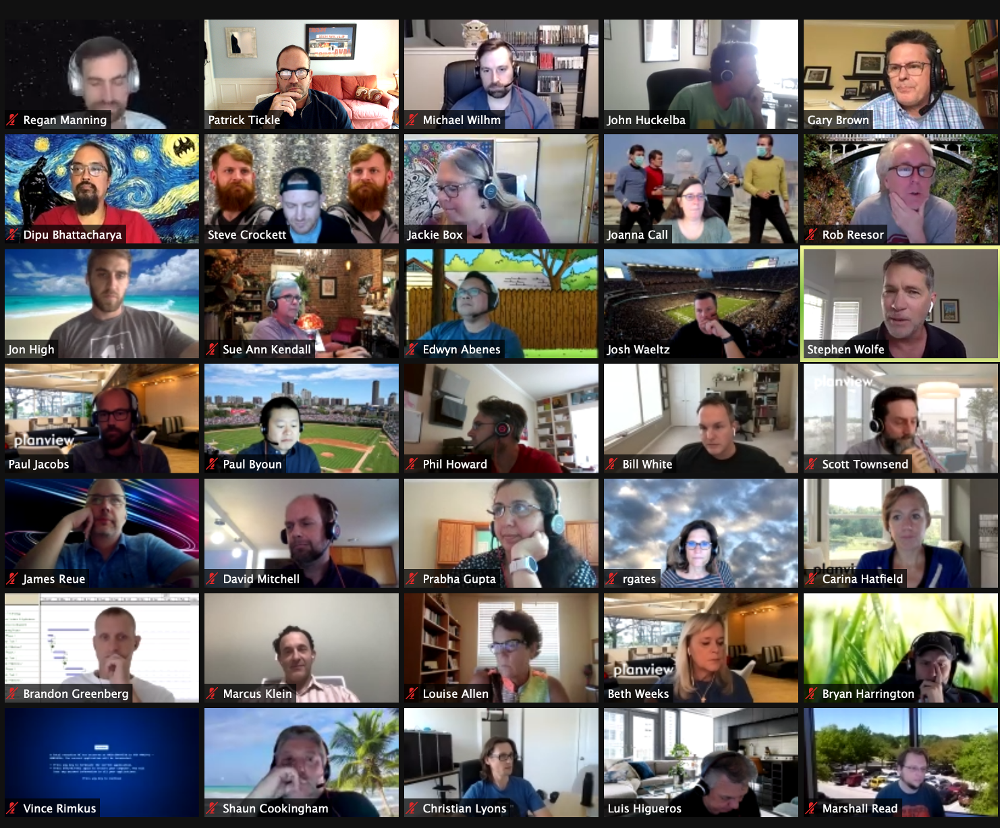 Regan Manning
Patrick Tickle
Michael Wilhm
John Huckelba
Gary Brown
Dipu Bhattacharya
Steve Crockett
Jackie Box
Joanna Call
Rob Reesor
Jon High
Sue Ann Kendall
Edwyn Abenes
Josh Waeltz
Stephen Wolfe
planview
planview
Paul Jacobs
Paul Byoun
Phil Howard
Bill White
Scott Townsend
planview
James Reue
David Mitchell
Prabha Gupta
rgates
Carina Hatfield
planview
Brandon Greenberg
Marcus Klein
Louise Allen
Beth Weeks
Bryan Harrington
Vince Rimkus
Shaun Cookingham
Christian Lyons
Luis Higueros
Marshall Read